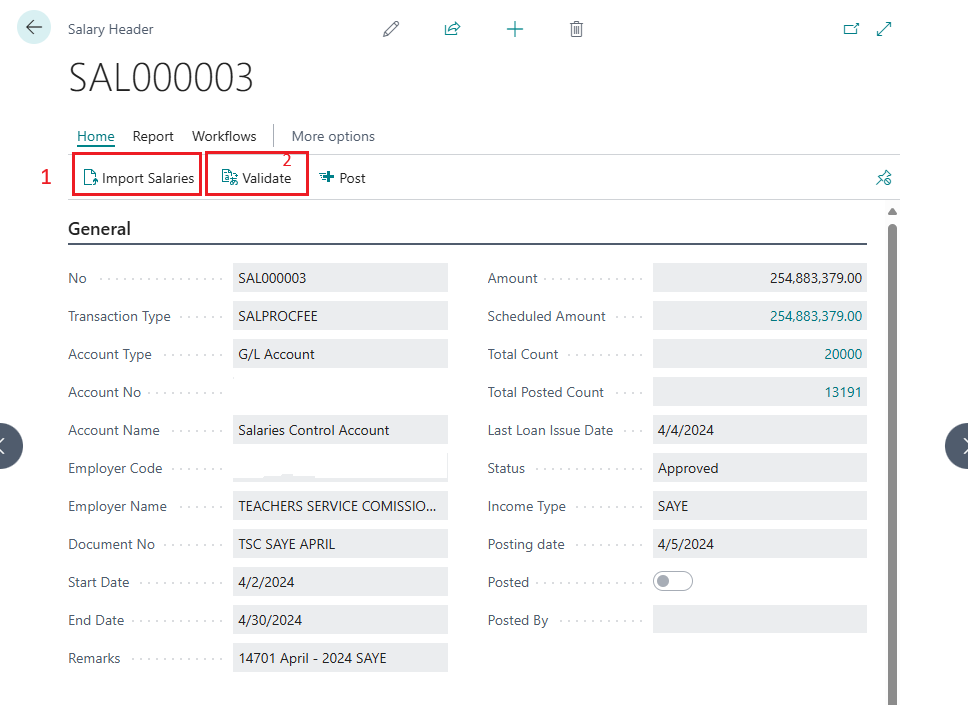 Salary Header
SAL000003
Home Report Workflows More options
1 Import Salaries 2 Validate Post
General
No SAL000003
Transaction Type SALPROCFEE
Account Type G/L Account
Account No
Account Name Salaries Control Account
Employer Code
Employer Name TEACHERS SERVICE COMISSIO...
Document No TSC SAYE APRIL
Start Date 4/2/2024
End Date 4/30/2024
Remarks 14701 April - 2024 SAYE
Amount 254,883,379.00
Scheduled Amount 254,883,379.00
Total Count 20000
Total Posted Count 13191
Last Loan Issue Date 4/4/2024
Status Approved
Income Type SAYE
Posting date 4/5/2024
Posted
Posted By